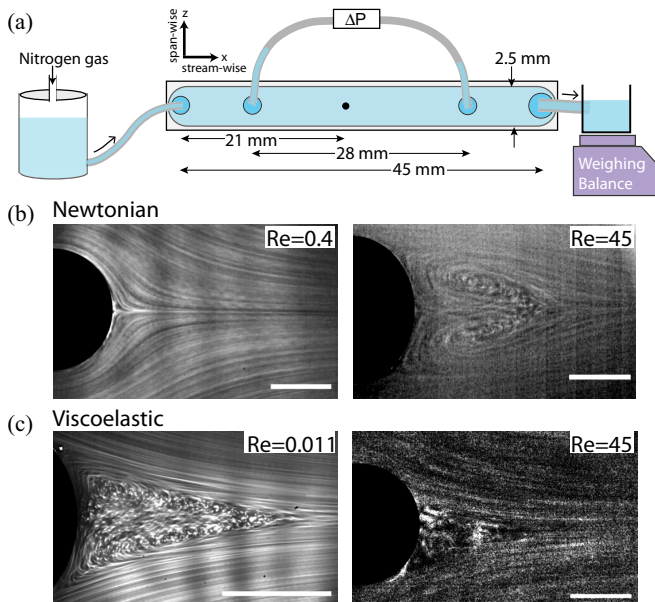 (a)
z
span-wise
x
stream-wise
ΔP
Nitrogen gas
2.5 mm
21 mm
28 mm
45 mm
Weighing
Balance
(b) Newtonian
Re=0.4
Re=45
(c) Viscoelastic
Re=0.011
Re=45